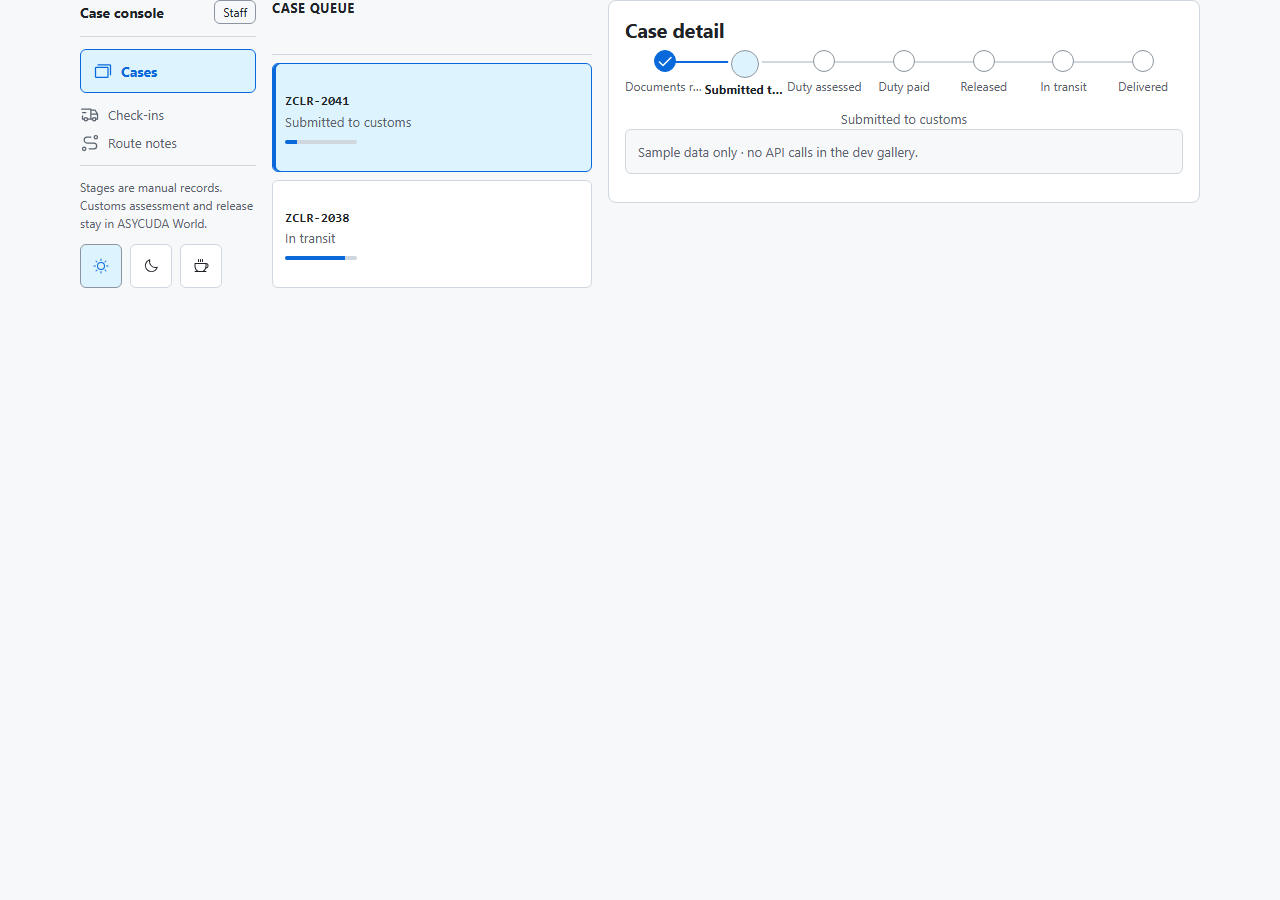 Case console
Staff
Cases
Check-ins
Route notes
Stages are manual records.
Customs assessment and release
stay in ASYCUDA World.
CASE QUEUE
ZCLR-2041
Submitted to customs
ZCLR-2038
In transit
Case detail
Documents r...
Submitted t...
Duty assessed
Duty paid
Released
In transit
Delivered
Submitted to customs
Sample data only · no API calls in the dev gallery.